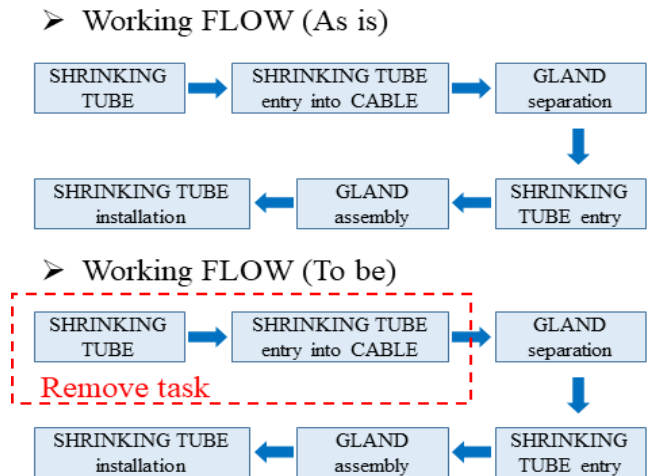 ➢ Working FLOW (As is)
SHRINKING
TUBE
SHRINKING TUBE
entry into CABLE
GLAND
separation
SHRINKING TUBE
installation
GLAND
assembly
SHRINKING
TUBE entry
➢ Working FLOW (To be)
SHRINKING
TUBE
SHRINKING TUBE
entry into CABLE
GLAND
separation
Remove task
SHRINKING TUBE
installation
GLAND
assembly
SHRINKING
TUBE entry